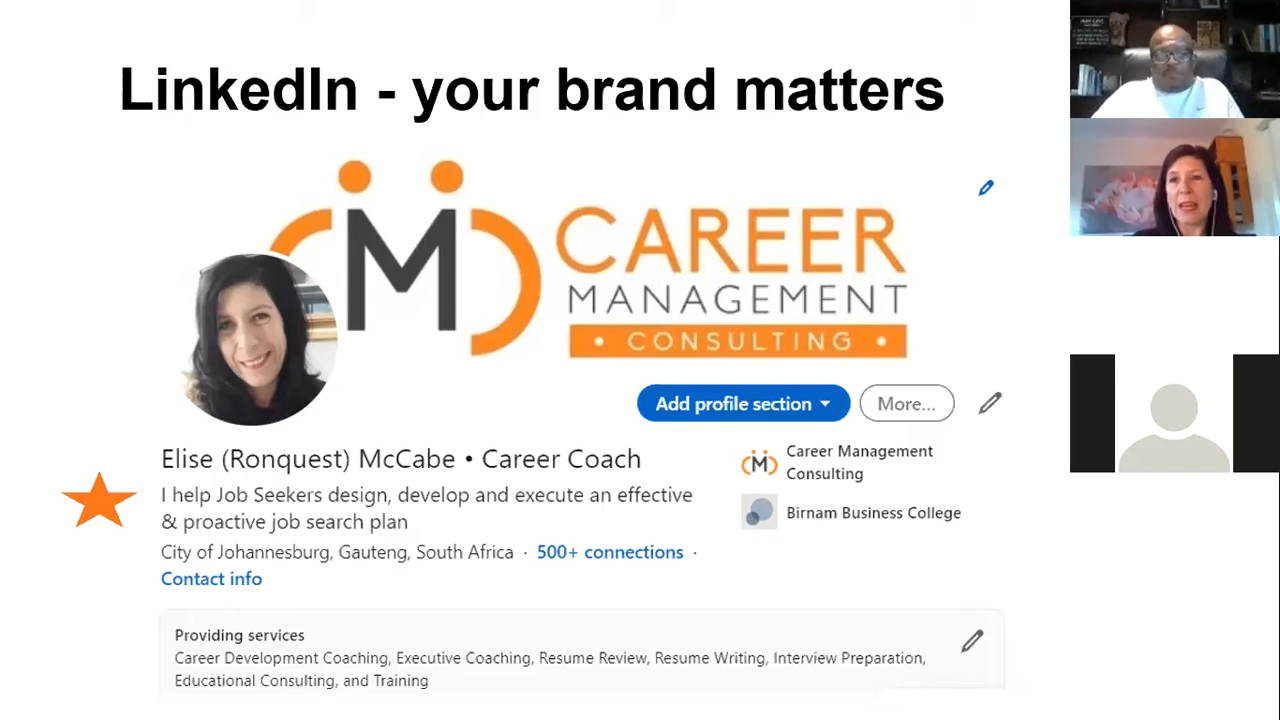 LinkedIn - your brand matters
M
CAREER
MANAGEMENT
• CONSULTING •
Add profile section
More...
Elise (Ronquest) McCabe • Career Coach
I help Job Seekers design, develop and execute an effective
& proactive job search plan
City of Johannesburg, Gauteng, South Africa · 500+ connections ·
Contact info
M
Career Management
Consulting
Birnam Business College
Providing services
Career Development Coaching, Executive Coaching, Resume Review, Resume Writing, Interview Preparation,
Educational Consulting, and Training